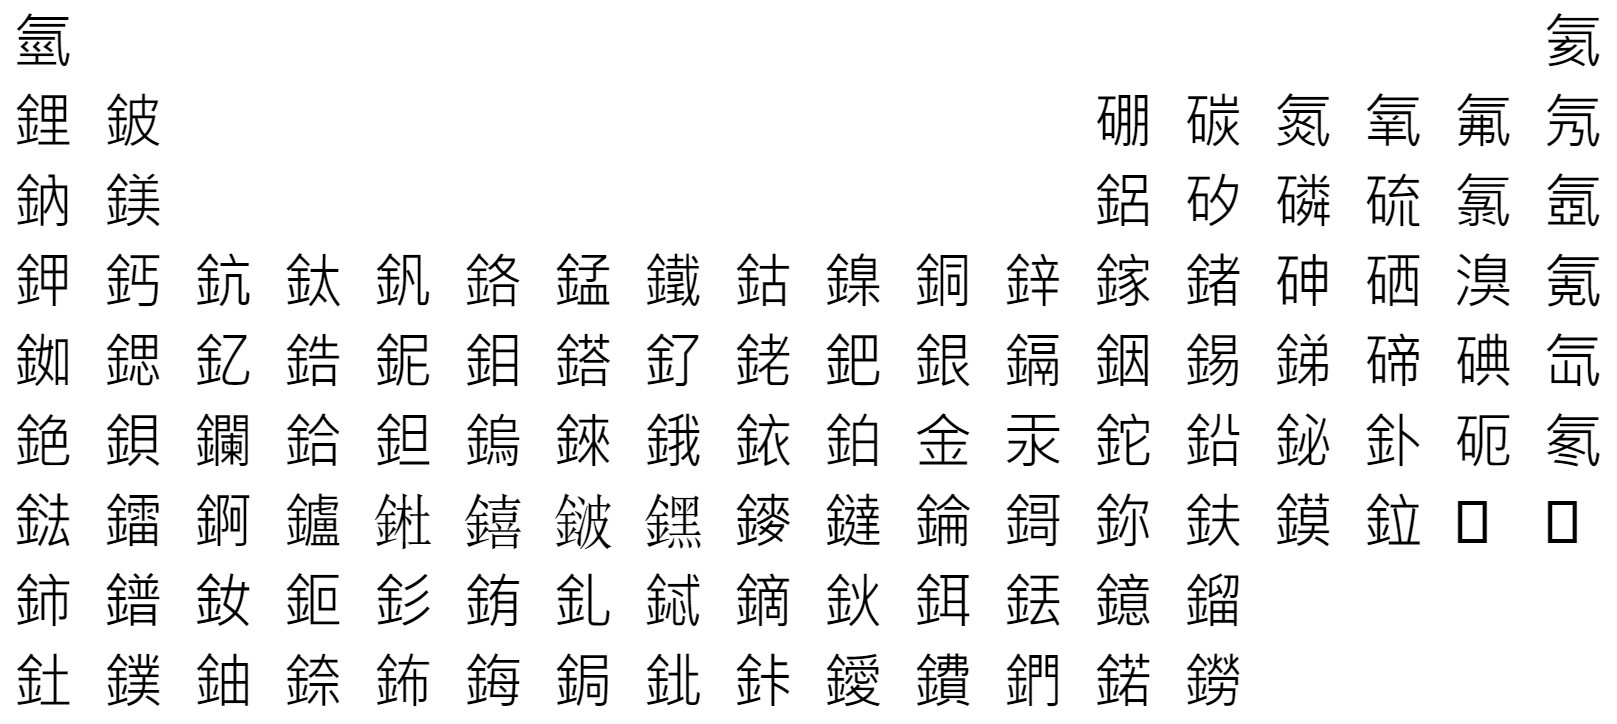 氫 氦
鋰 鈹 硼 碳 氮 氧 氟 氖
鈉 鎂 鋁 矽 磷 硫 氯 氬
鉀 鈣 鈧 鈦 釩 鉻 錳 鐵 鈷 鎳 銅 鋅 鎵 鍺 砷 硒 溴 氪
銣 鍶 釔 鋯 鈮 鉬 鎝 釕 銠 鈀 銀 鎘 銦 錫 銻 碲 碘 氙
銫 鋇 鑭 鉿 鉭 鎢 錸 鋨 銥 鉑 金 汞 鉈 鉛 鉍 釙 砈 氡
鍅 鐳 錒 鑪 𨧀 𨭎 𨨏 𨭆 䥑 鐽 錀 鎶 鉨 鈇 鏌 鉝
鈰 鐠 釹 鉕 釤 銪 釓 鋱 鏑 鈥 鉺 銩 鐿 鎦
釷 鏷 鈾 錼 鈽 鋂 鋦 鉳 鉲 鑀 鐨 鍆 鍩 鐒